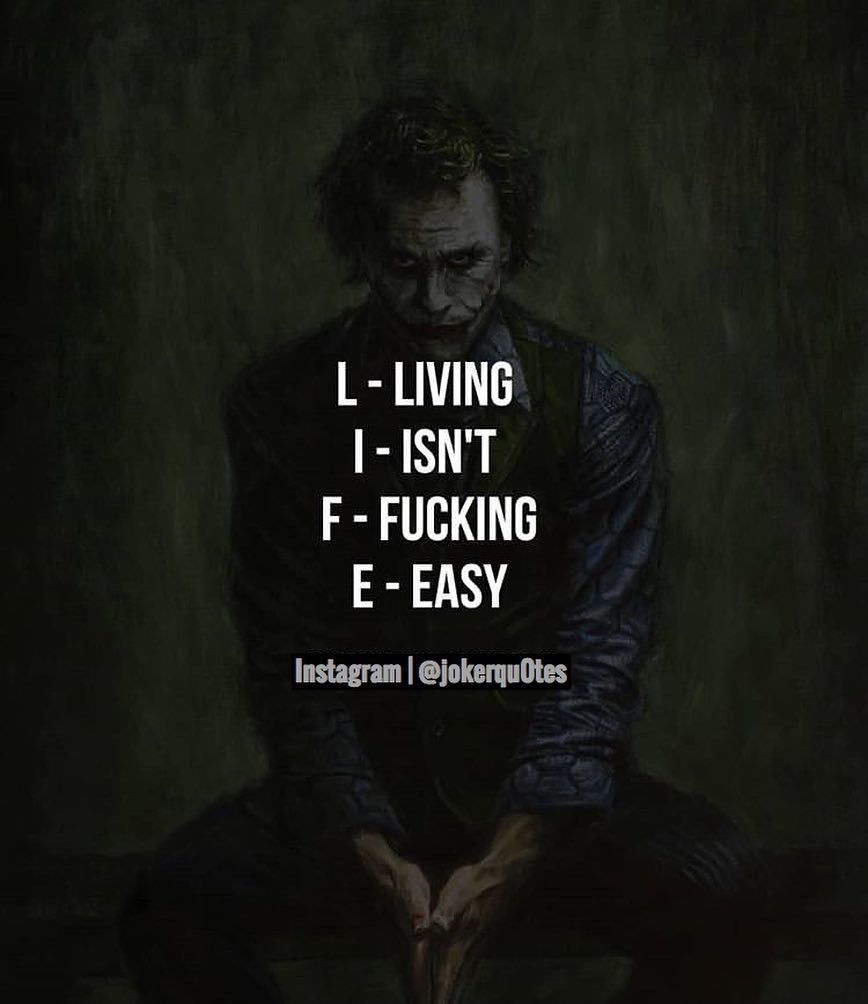 L - LIVING
I - ISN'T
F - FUCKING
E - EASY
Instagram | @jokerqu0tes